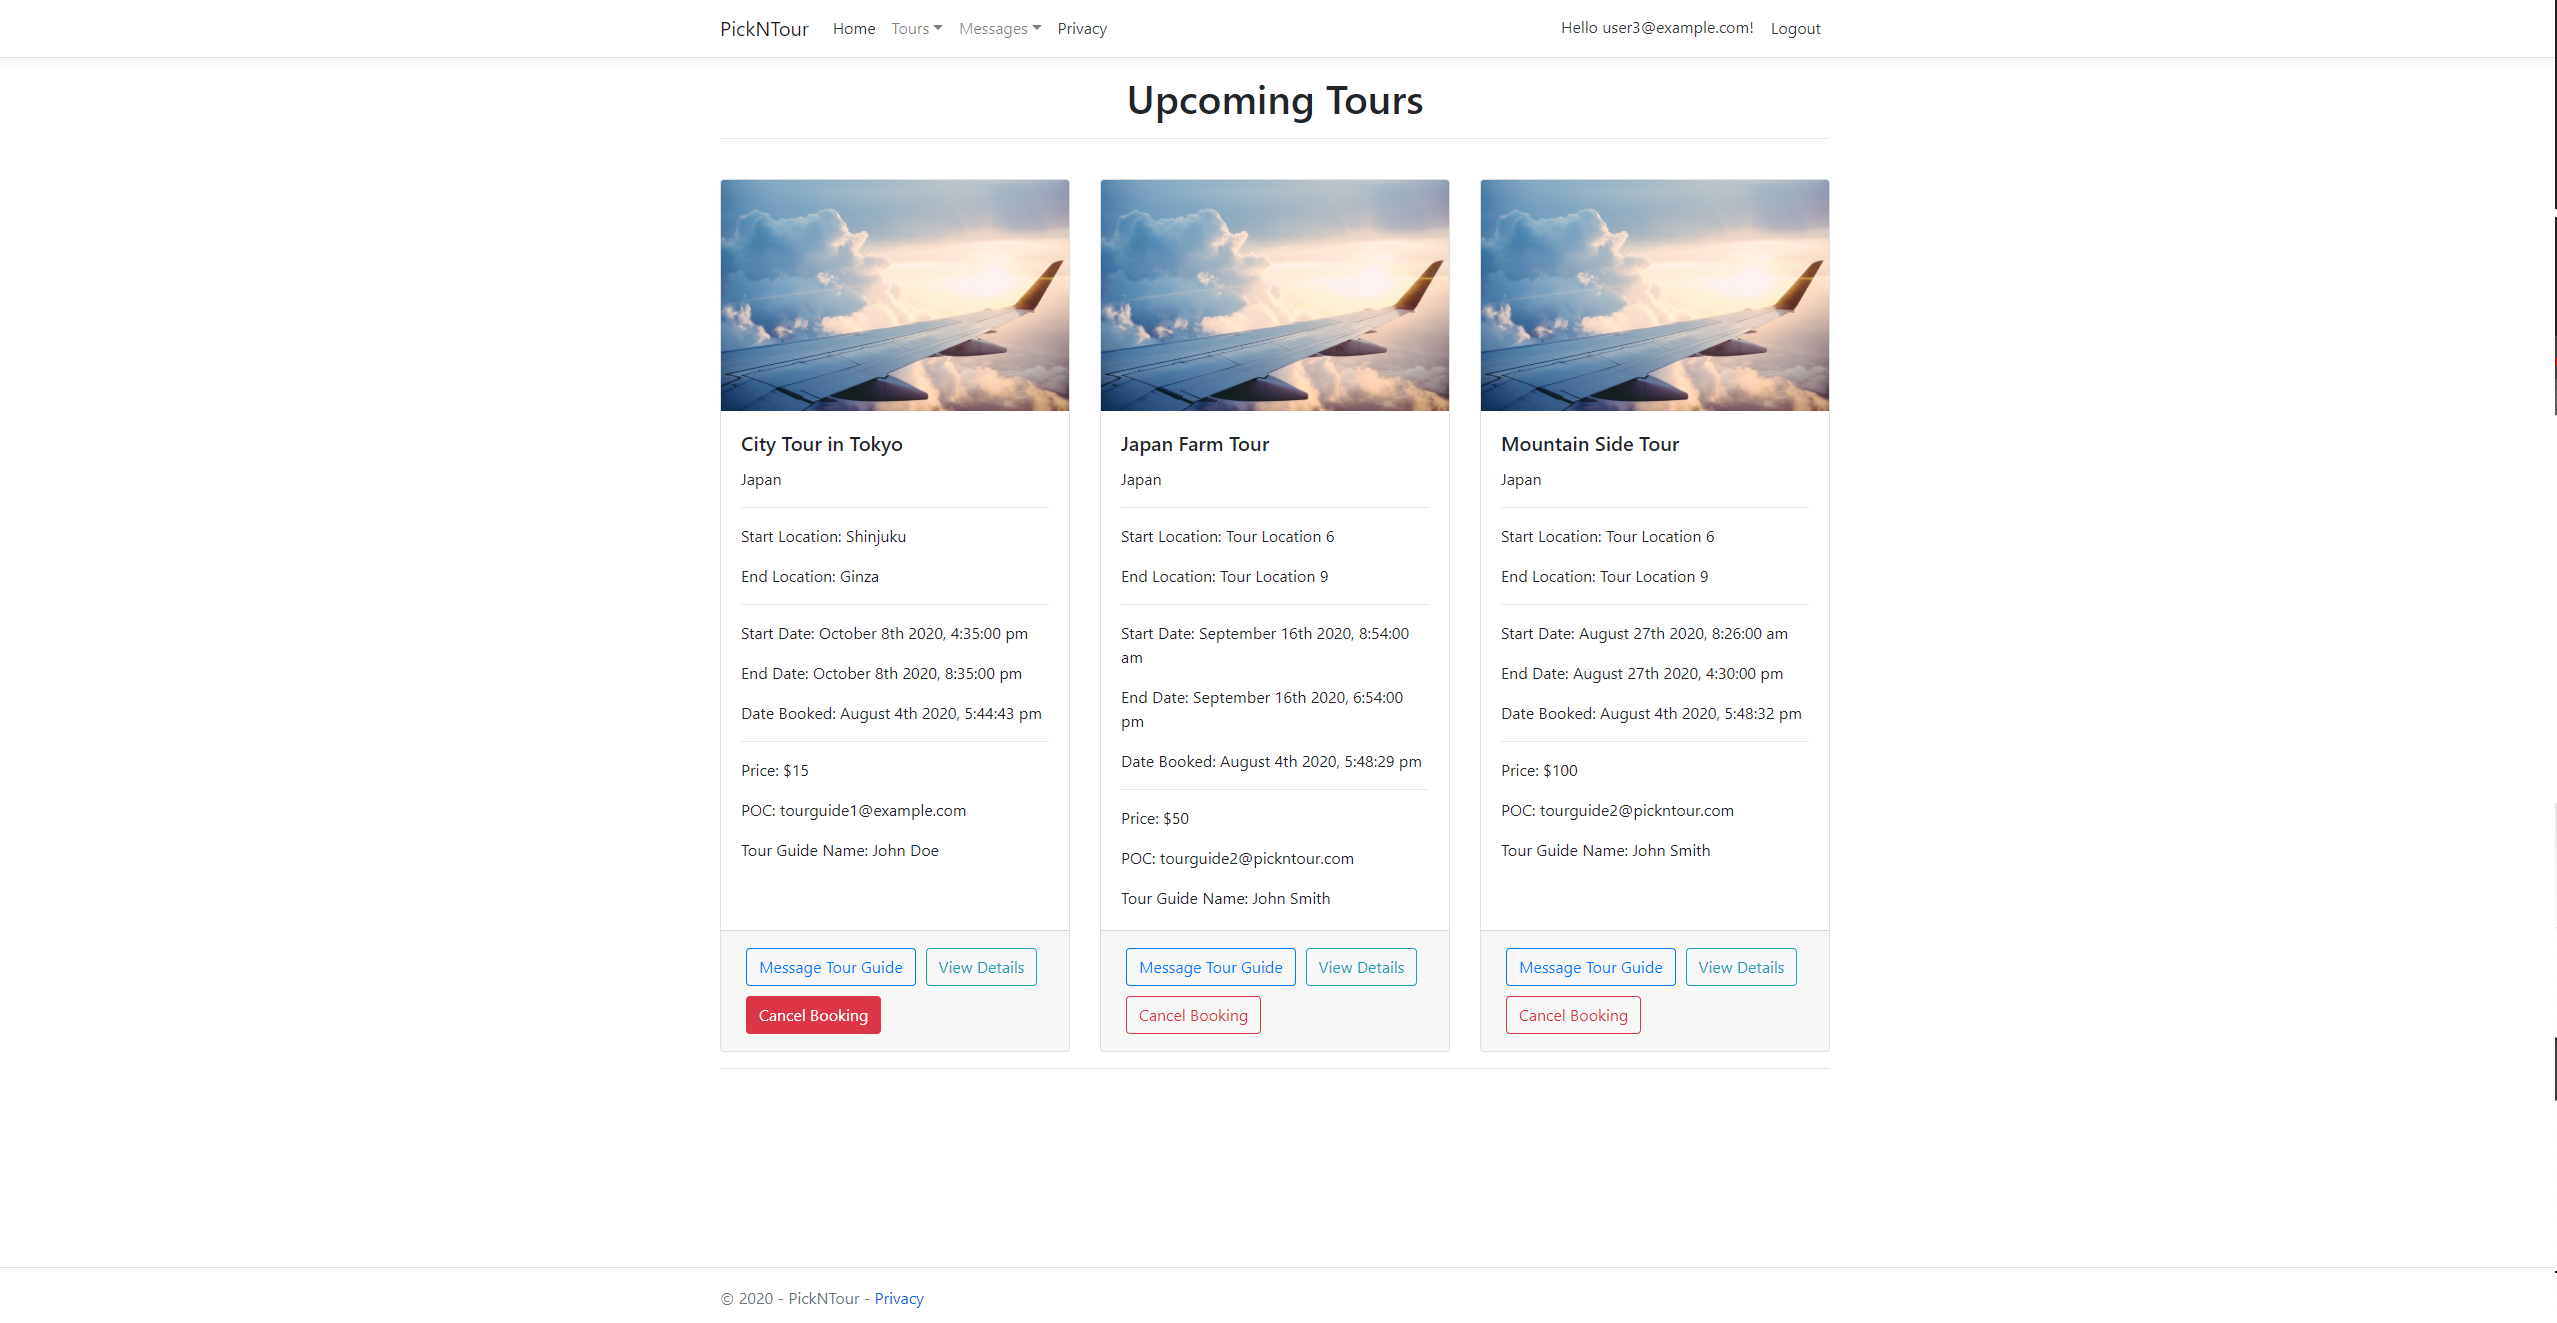 PickNTour Home Tours Messages Privacy Hello user3@example.com! Logout
Upcoming Tours
City Tour in Tokyo
Japan
Start Location: Shinjuku
End Location: Ginza
Start Date: October 8th 2020, 4:35:00 pm
End Date: October 8th 2020, 8:35:00 pm
Date Booked: August 4th 2020, 5:44:43 pm
Price: $15
POC: tourguide1@example.com
Tour Guide Name: John Doe
Message Tour Guide View Details
Cancel Booking
Japan Farm Tour
Japan
Start Location: Tour Location 6
End Location: Tour Location 9
Start Date: September 16th 2020, 8:54:00
am
End Date: September 16th 2020, 6:54:00
pm
Date Booked: August 4th 2020, 5:48:29 pm
Price: $50
POC: tourguide2@pickntour.com
Tour Guide Name: John Smith
Message Tour Guide View Details
Cancel Booking
Mountain Side Tour
Japan
Start Location: Tour Location 6
End Location: Tour Location 9
Start Date: August 27th 2020, 8:26:00 am
End Date: August 27th 2020, 4:30:00 pm
Date Booked: August 4th 2020, 5:48:32 pm
Price: $100
POC: tourguide2@pickntour.com
Tour Guide Name: John Smith
Message Tour Guide View Details
Cancel Booking
© 2020 - PickNTour - Privacy